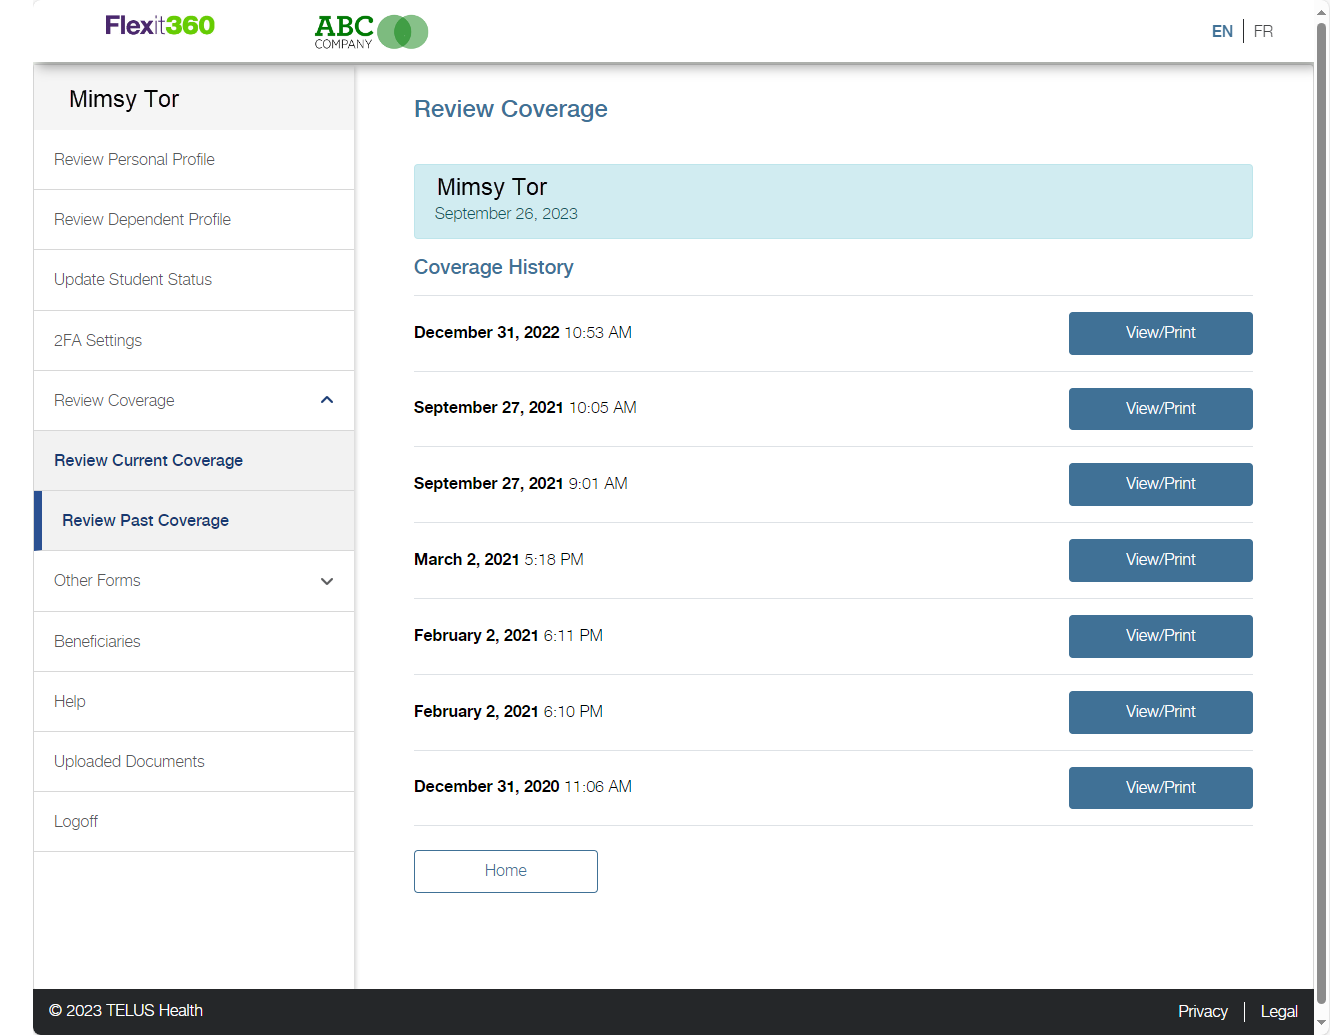 Flexit360
ABC
COMPANY
EN
FR
Mimsy Tor
Review Personal Profile
Review Dependent Profile
Update Student Status
2FA Settings
Review Coverage
Review Current Coverage
Review Past Coverage
Other Forms
Beneficiaries
Help
Uploaded Documents
Logoff
Review Coverage
Mimsy Tor
September 26, 2023
Coverage History
December 31, 2022 10:53 AM
View/Print
September 27, 2021 10:05 AM
View/Print
September 27, 2021 9:01 AM
View/Print
March 2, 2021 5:18 PM
View/Print
February 2, 2021 6:11 PM
View/Print
February 2, 2021 6:10 PM
View/Print
December 31, 2020 11:06 AM
View/Print
Home
© 2023 TELUS Health
Privacy
Legal